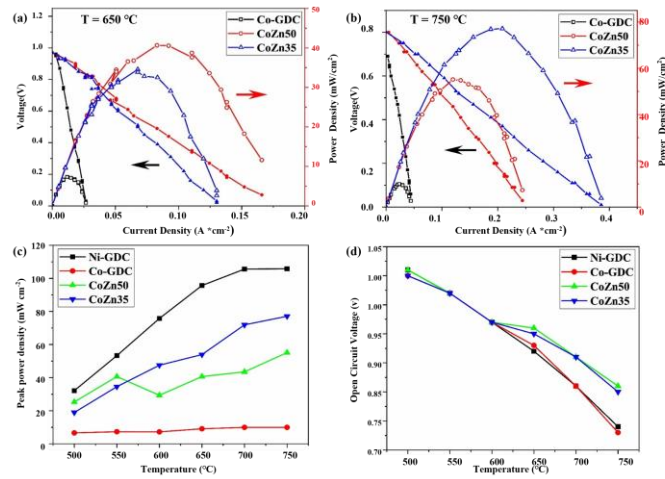 (a)
T = 650 °C
Co-GDC
CoZn50
CoZn35
Voltage(V)
1.0
0.8
0.6
0.4
0.2
0.0
Power Density (mW/cm²)
50
40
30
20
10
0
0.00 0.05 0.10 0.15 0.20
Current Density (A *cm⁻²)
(b)
T = 750 °C
Co-GDC
CoZn50
CoZn35
Voltage(V)
0.8
0.6
0.4
0.2
0
Power Density (mW/cm²)
80
60
40
20
0
0.0 0.1 0.2 0.3 0.4
Current Density (A *cm⁻²)
(c)
Ni-GDC
Co-GDC
CoZn50
CoZn35
Peak power density (mW cm⁻²)
120
100
80
60
40
20
0
500 550 600 650 700 750
Temperature (°C)
(d)
Ni-GDC
Co-GDC
CoZn50
CoZn35
Open Circuit Voltage (v)
1.05
1.00
0.95
0.90
0.85
0.75
0.70
500 550 600 650 700 750
Temperature (°C)